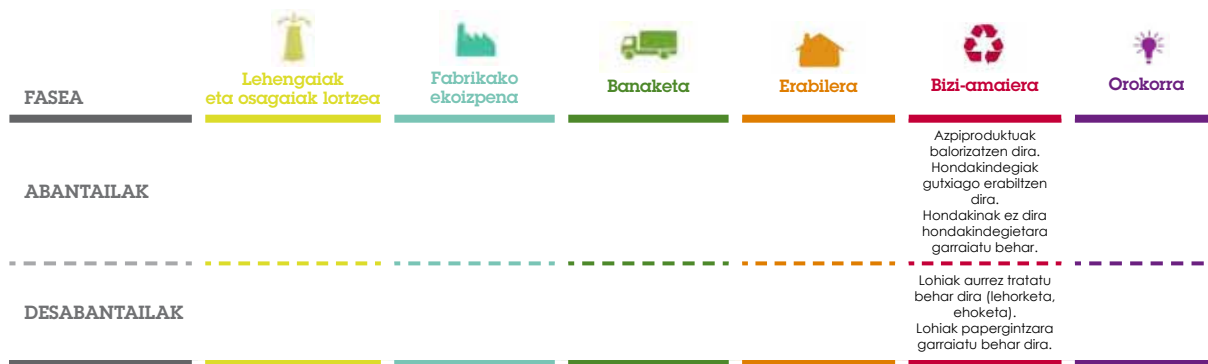 FASEA
Lehengaiak
eta osagaiak lortzea
Fabrikako
ekoizpena
Banaketa
Erabilera
Bizi-amaiera
Orokorra
ABANTAILAK
Azpiproduktuak
balorizatzen dira.
Hondakindegiak
gutxiago erabiltzen
dira.
Hondakinak ez dira
hondakindegietara
garraiatu behar.
DESABANTAILAK
Lohiak aurrez tratatu
behar dira (lehorketa,
ehoketa).
Lohiak papergintzara
garraiatu behar dira.